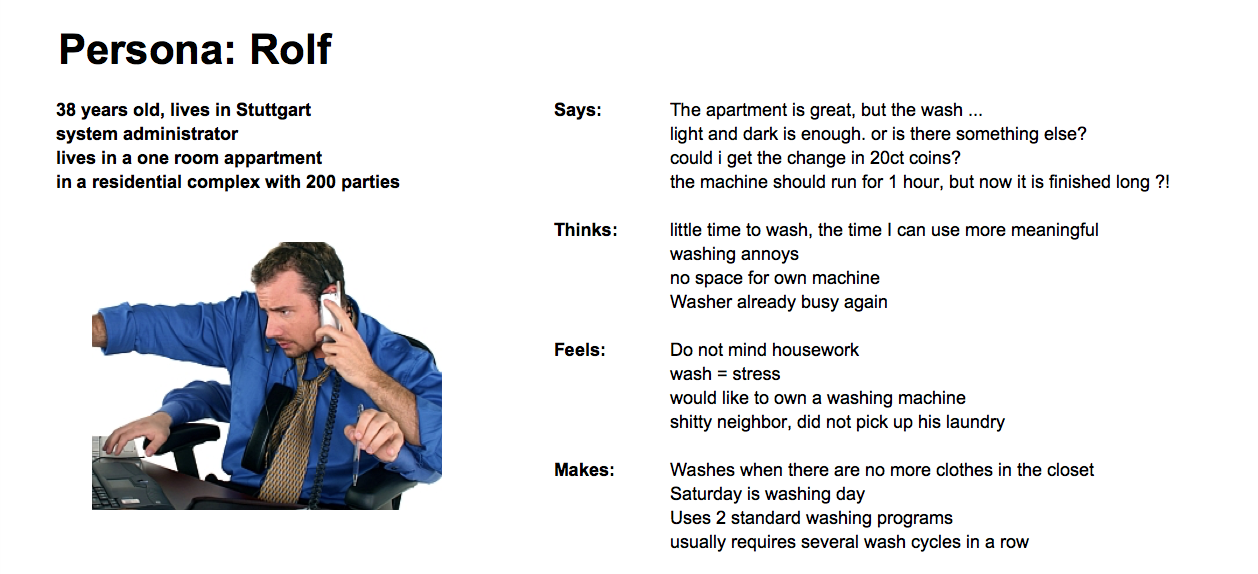 Persona: Rolf
38 years old, lives in Stuttgart
system administrator
lives in a one room appartment
in a residential complex with 200 parties
Says:
The apartment is great, but the wash ...
light and dark is enough. or is there something else?
could i get the change in 20ct coins?
the machine should run for 1 hour, but now it is finished long ?!
Thinks:
little time to wash, the time I can use more meaningful
washing annoys
no space for own machine
Washer already busy again
Feels:
Do not mind housework
wash = stress
would like to own a washing machine
shitty neighbor, did not pick up his laundry
Makes:
Washes when there are no more clothes in the closet
Saturday is washing day
Uses 2 standard washing programs
usually requires several wash cycles in a row